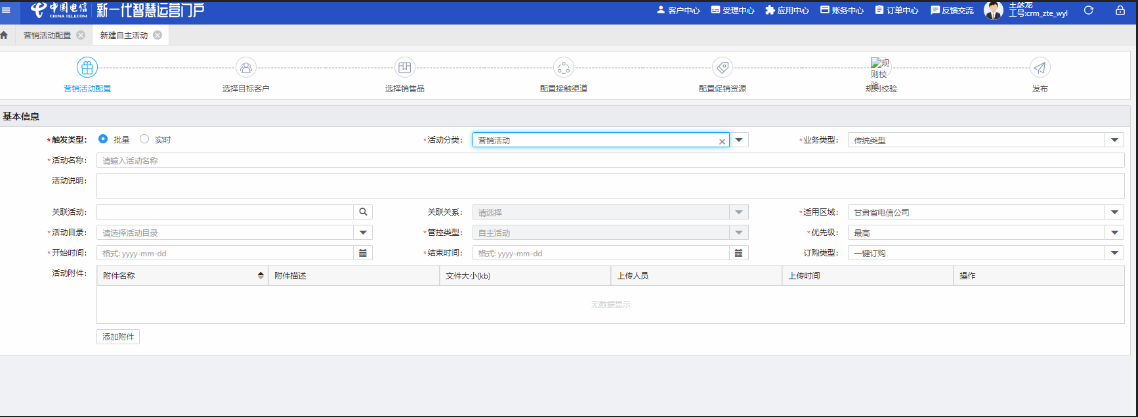 中国电信 CHINA TELECOM 新一代智慧运营门户
客户中心 受理中心 应用中心 账务中心 订单中心 反馈交流
工号:crm_zte_wyl
营销活动配置 新建自主活动
营销活动配置 选择目标客户 选择销售品 配置接触渠道 配置促销资源 规则校验 发布
基本信息
*触发类型: 批量 实时 *活动分类: 营销活动 *业务类型: 传统类型
*活动名称: 请输入活动名称
活动说明:
关联活动: 关联关系: 请选择 *适用区域: 甘肃省电信公司
*活动目录: 请选择活动目录 *管控类型: 自主活动 *优先级: 最高
*开始时间: 格式: yyyy-mm-dd *结束时间: 格式: yyyy-mm-dd 订购类型: 一键订购
活动附件: 附件名称 附件描述 文件大小(kb) 上传人员 上传时间 操作
无数据显示
添加附件